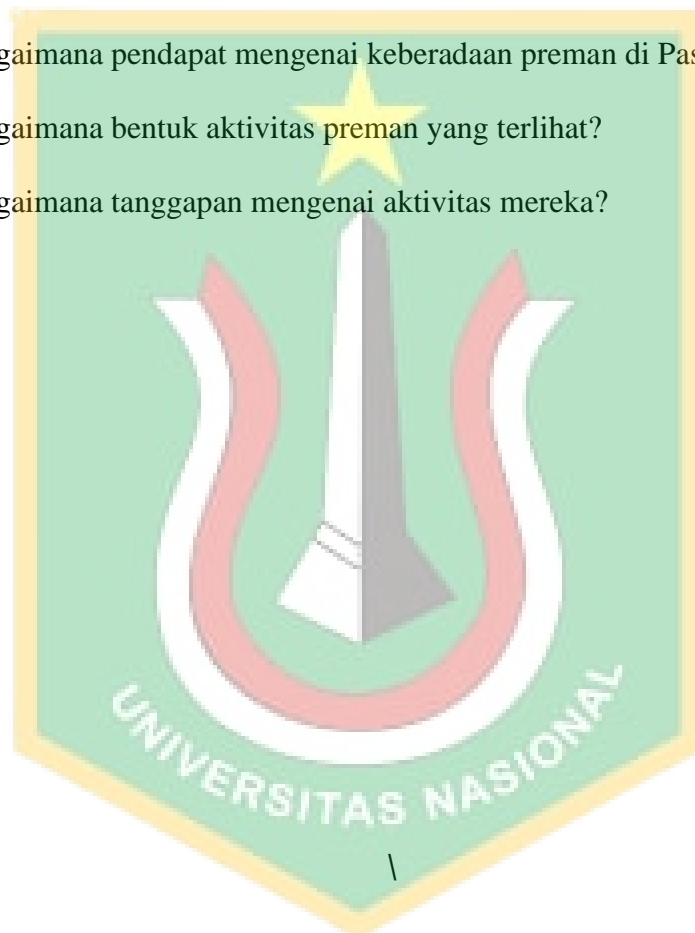 gaimana pendapat mengenai keberadaan preman di Pas
gaimana bentuk aktivitas preman yang terlihat?
gaimana tanggapan mengenai aktivitas mereka?
UNIVERSITAS NASIONAL
\